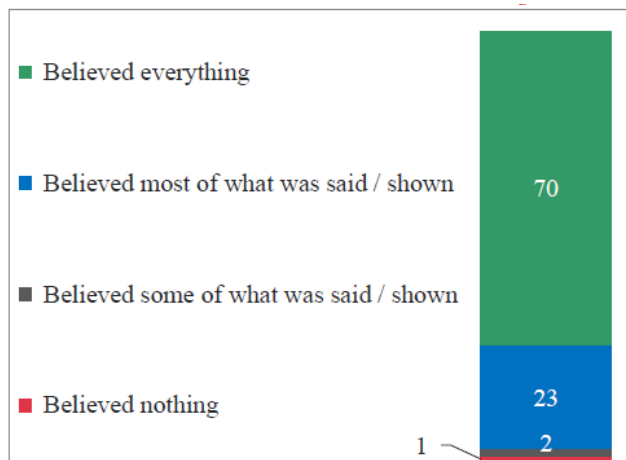 Believed everything
70
Believed most of what was said / shown
Believed some of what was said / shown
Believed nothing
23
2
1